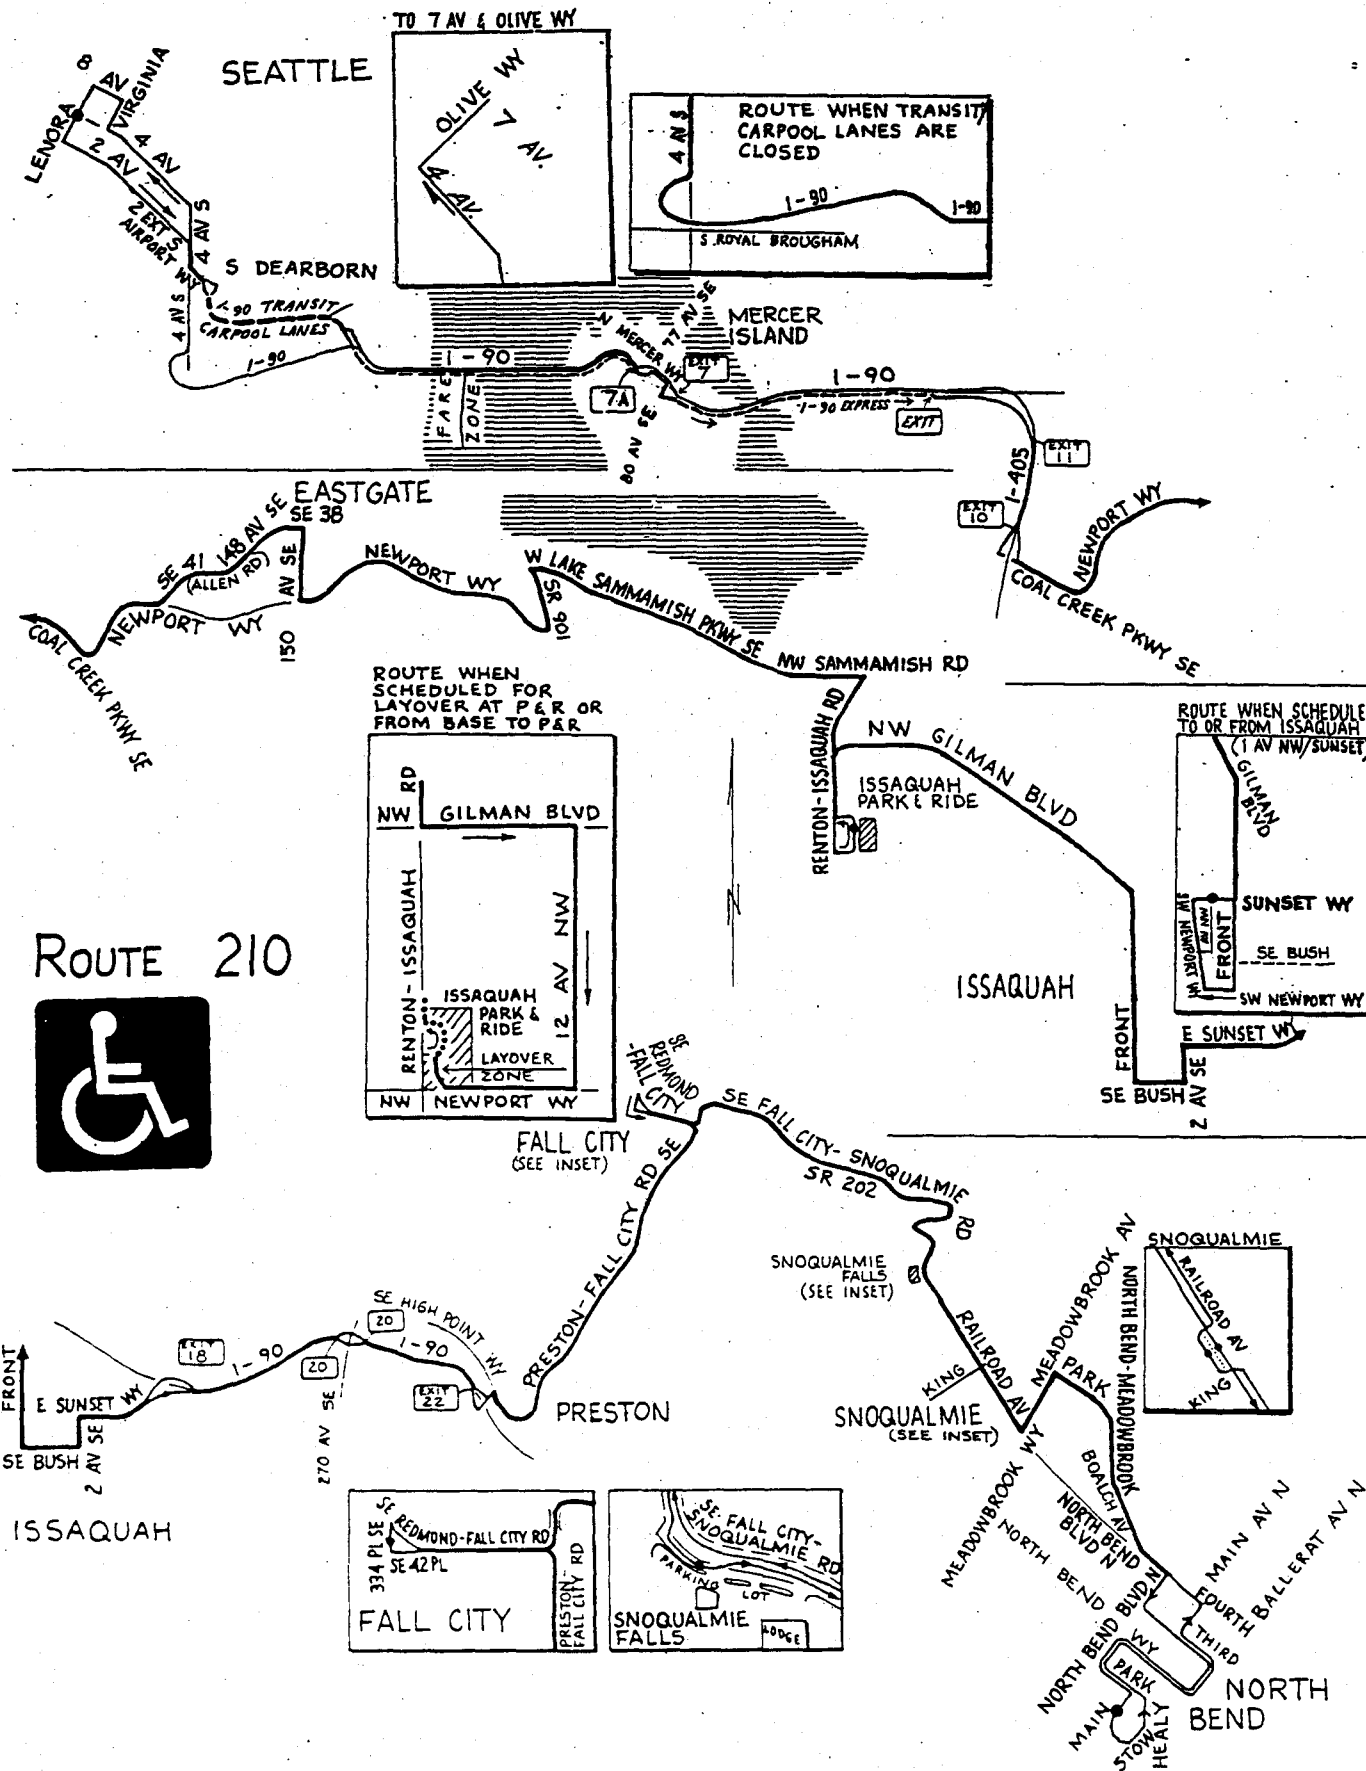 TO 7 AV & OLIVE WY
SEATTLE
8 AV
VIRGINIA
LENORA
2 AV
4 AV
2 EXT S
AIRPORT WY
4 AV S
4 AV S
S DEARBORN
I-90 TRANSIT/
CARPOOL LANES
I-90
OLIVE WY
7 AV.
4 AV.
ROUTE WHEN TRANSIT/
CARPOOL LANES ARE
CLOSED
4 AV S
I-90
I-90
S ROYAL BROUGHAM
I-90
FARE
ZONE
N MERCER WY
77 AV SE
MERCER
ISLAND
EXIT
7
7A
80 AV SE
I-90
I-90 EXPRESS
EXIT
EXIT
11
I-405
EXIT
10
NEWPORT WY
COAL CREEK PKWY SE
EASTGATE
SE 38
148 AV SE
SE 41
(ALLEN RD)
NEWPORT WY
150 AV SE
COAL CREEK PKWY SE
NEWPORT WY
SR 901
W LAKE SAMMAMISH PKWY SE
NW SAMMAMISH RD
RENTON-ISSAQUAH RD
NW GILMAN BLVD
ISSAQUAH
PARK & RIDE
ROUTE WHEN
SCHEDULED FOR
LAYOVER AT P&R OR
FROM BASE TO P&R
RD
NW GILMAN BLVD
RENTON-ISSAQUAH
12 AV NW
ISSAQUAH
PARK &
RIDE
LAYOVER
ZONE
NW NEWPORT WY
ROUTE WHEN SCHEDULE
TO OR FROM ISSAQUAH
(1 AV NW/SUNSET)
GILMAN
BLVD
SUNSET WY
SW NEWPORT WY
AV NW
FRONT
SE BUSH
SW NEWPORT WY
ROUTE 210
ISSAQUAH
FRONT
E SUNSET WY
SE BUSH
2 AV SE
SE
REDMOND
-FALL CITY
FALL CITY
(SEE INSET)
SE FALL CITY-SNOQUALMIE RD
SR 202
PRESTON-FALL CITY RD SE
SNOQUALMIE
FALLS
(SEE INSET)
RAILROAD AV
KING
SNOQUALMIE
(SEE INSET)
MEADOWBROOK AV
PARK
NORTH BEND-MEADOWBROOK
MEADOWBROOK WY
BOALCH AV
NORTH BEND
BLVD N
SNOQUALMIE
RAILROAD AV
KING
FRONT
E SUNSET WY
SE BUSH
2 AV SE
ISSAQUAH
EXIT
18
I-90
20
20
270 AV SE
SE HIGH POINT WY
I-90
EXIT
22
PRESTON
SE REDMOND-FALL CITY RD
334 PL SE
SE 42 PL
PRESTON-
FALL CITY RD
FALL CITY
SE FALL CITY-
SNOQUALMIE RD
PARKING
LOT
SNOQUALMIE
FALLS
LODGE
NORTH BEND WY
NORTH BEND BLVD N
MAIN AV N
BALLERAT AV N
FOURTH
THIRD
PARK
MAIN
STOW
HEALY
NORTH
BEND